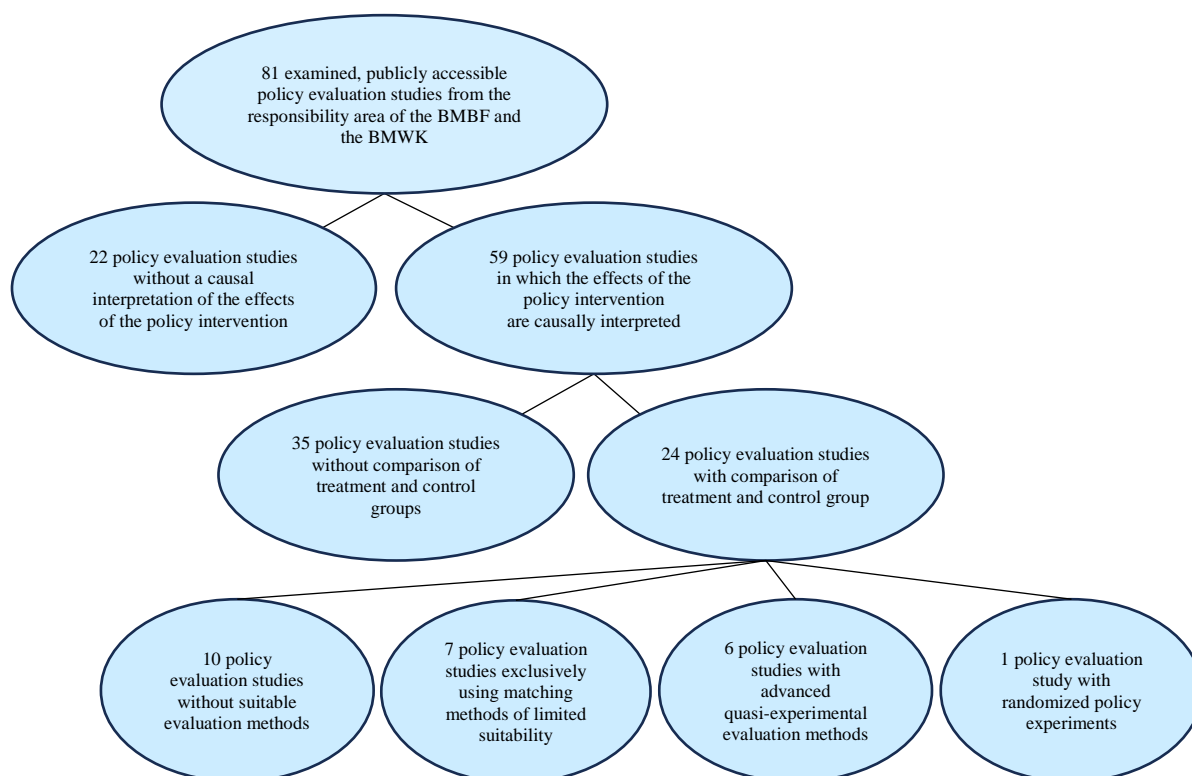 81 examined, publicly accessible
policy evaluation studies from the
responsibility area of the BMBF and
the BMWK
22 policy evaluation studies
without a causal
interpretation of the effects
of the policy intervention
59 policy evaluation studies
in which the effects of the
policy intervention
are causally interpreted
35 policy evaluation studies
without comparison of
treatment and control
groups
24 policy evaluation studies
with comparison of
treatment and control group
10 policy
evaluation studies
without suitable
evaluation methods
7 policy evaluation
studies exclusively
using matching
methods of limited
suitability
6 policy evaluation
studies with
advanced
quasi-experimental
evaluation methods
1 policy evaluation
study with
randomized policy
experiments